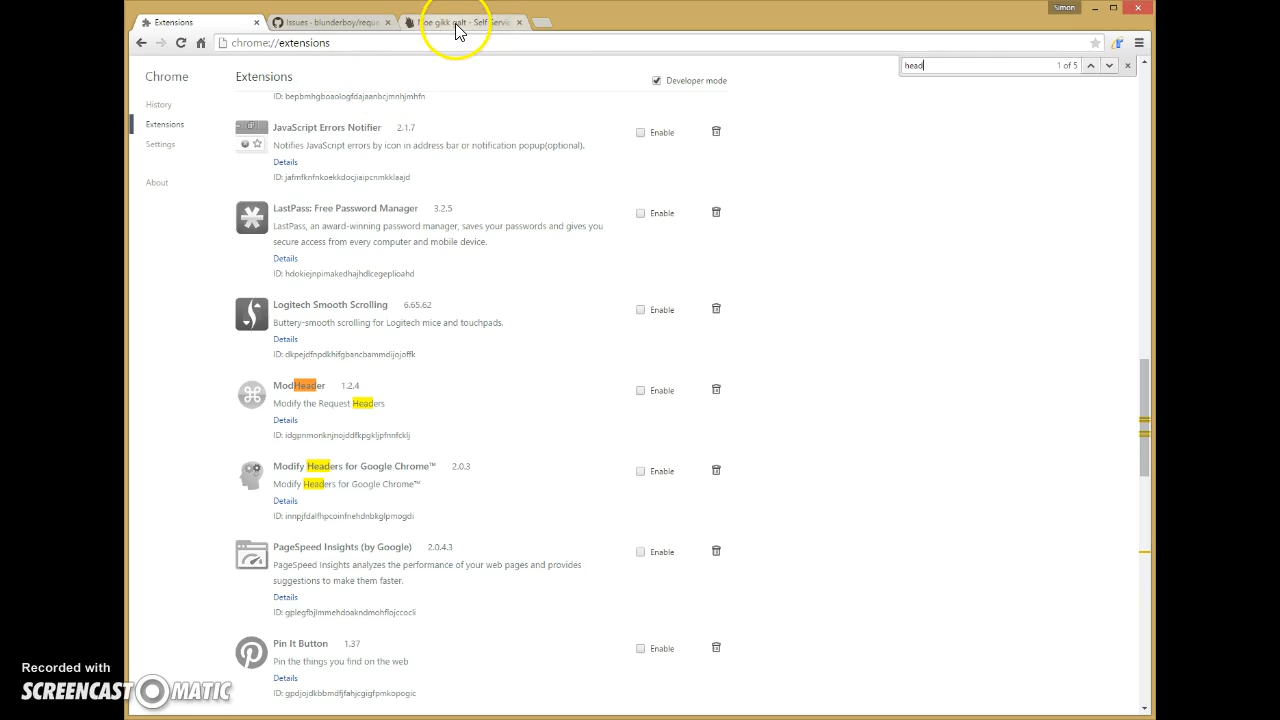 Simon
Extensions
Issues - blunderboy/reque
Noe gikk galt - Self Servic
chrome://extensions
head
1 of 5
Chrome
Extensions
Developer mode
ID: bepbmhgboaologfdajaanbcjmnhjmhfn
History
Extensions
Settings
About
JavaScript Errors Notifier 2.1.7
Enable
Notifies JavaScript errors by icon in address bar or notification popup(optional).
Details
ID: jafmfknfnkoekkdocjiaipcnmkklaajd
LastPass: Free Password Manager 3.2.5
Enable
LastPass, an award-winning password manager, saves your passwords and gives you
secure access from every computer and mobile device.
Details
ID: hdokiejnpimakedhajhdlcegeplioahd
Logitech Smooth Scrolling 6.65.62
Enable
Buttery-smooth scrolling for Logitech mice and touchpads.
Details
ID: dkpejdfnpdkhifgbancbammdijojoffk
ModHeader 1.2.4
Enable
Modify the Request Headers
Details
ID: idgpnmonknjnojddfkpgkljpfnnfcklj
Modify Headers for Google Chrome™ 2.0.3
Enable
Modify Headers for Google Chrome™
Details
ID: innpjfdalfhpcoinfnehdnbkglpmogdi
PageSpeed Insights (by Google) 2.0.4.3
Enable
PageSpeed Insights analyzes the performance of your web pages and provides
suggestions to make them faster.
Details
ID: gplegfbjlmmehdoakndmohflojccocli
Pin It Button 1.37
Enable
Pin the things you find on the web
Details
ID: gpdjojdkbbmdfjfahjcgigfpmkopogic
Recorded with
SCREENCAST MATIC